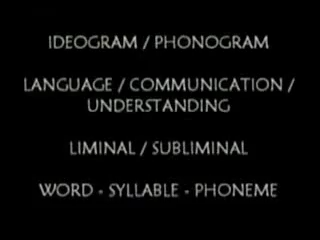 IDEOGRAM / PHONOGRAM
LANGUAGE / COMMUNICATION /
UNDERSTANDING
LIMINAL / SUBLIMINAL
WORD - SYLLABLE - PHONEME